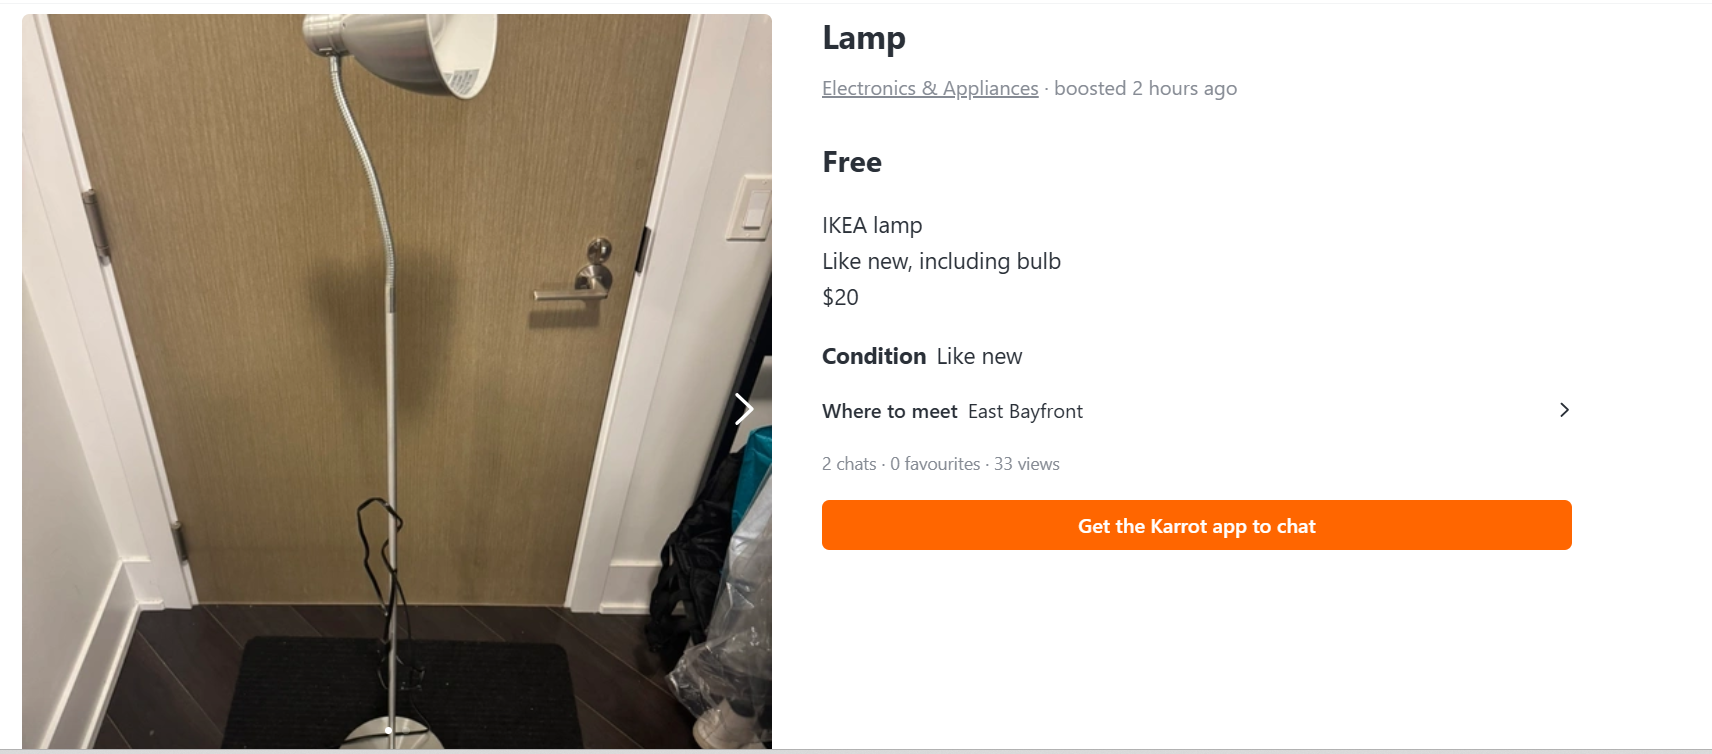 Lamp
Electronics & Appliances · boosted 2 hours ago
Free
IKEA lamp
Like new, including bulb
$20
Condition Like new
Where to meet East Bayfront
2 chats · 0 favourites · 33 views
Get the Karrot app to chat